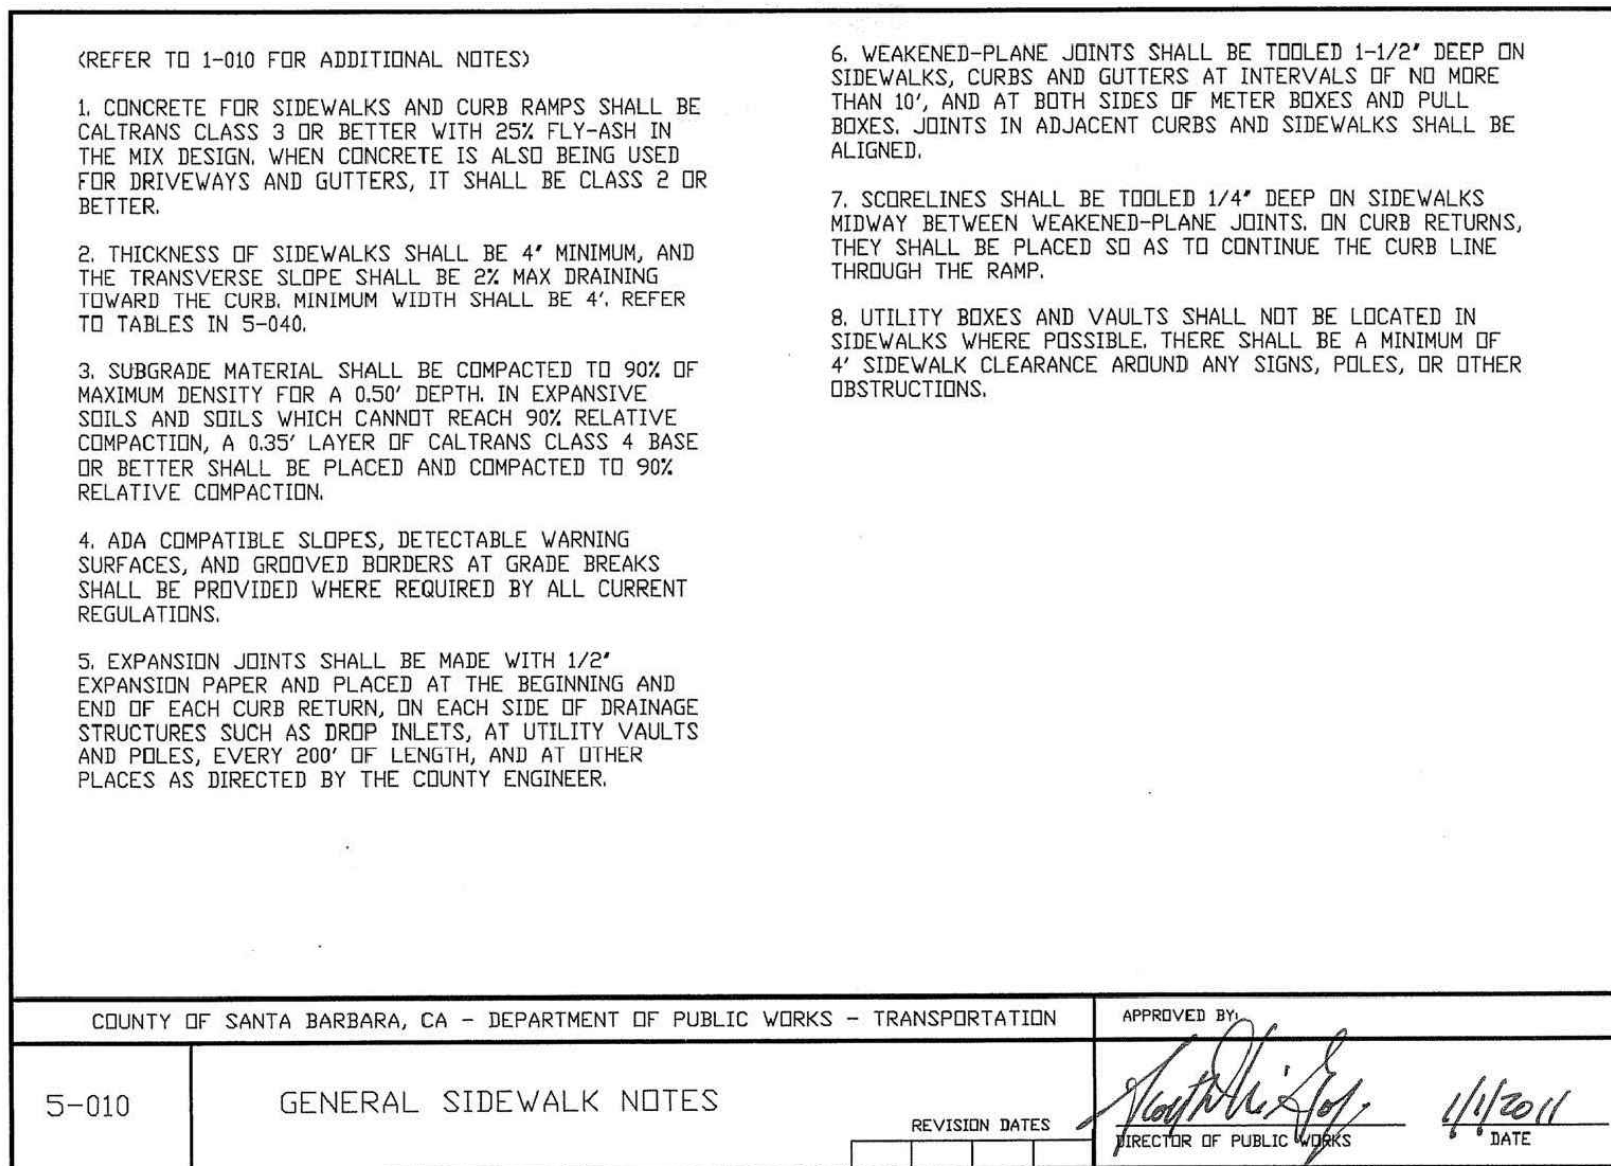 (REFER TO 1-010 FOR ADDITIONAL NOTES)
1. CONCRETE FOR SIDEWALKS AND CURB RAMPS SHALL BE
CALTRANS CLASS 3 OR BETTER WITH 25% FLY-ASH IN
THE MIX DESIGN. WHEN CONCRETE IS ALSO BEING USED
FOR DRIVEWAYS AND GUTTERS, IT SHALL BE CLASS 2 OR
BETTER.
2. THICKNESS OF SIDEWALKS SHALL BE 4" MINIMUM, AND
THE TRANSVERSE SLOPE SHALL BE 2% MAX DRAINING
TOWARD THE CURB. MINIMUM WIDTH SHALL BE 4'. REFER
TO TABLES IN 5-040.
3. SUBGRADE MATERIAL SHALL BE COMPACTED TO 90% OF
MAXIMUM DENSITY FOR A 0.50' DEPTH. IN EXPANSIVE
SOILS AND SOILS WHICH CANNOT REACH 90% RELATIVE
COMPACTION, A 0.35' LAYER OF CALTRANS CLASS 4 BASE
OR BETTER SHALL BE PLACED AND COMPACTED TO 90%
RELATIVE COMPACTION.
4. ADA COMPATIBLE SLOPES, DETECTABLE WARNING
SURFACES, AND GROOVED BORDERS AT GRADE BREAKS
SHALL BE PROVIDED WHERE REQUIRED BY ALL CURRENT
REGULATIONS.
5. EXPANSION JOINTS SHALL BE MADE WITH 1/2"
EXPANSION PAPER AND PLACED AT THE BEGINNING AND
END OF EACH CURB RETURN, ON EACH SIDE OF DRAINAGE
STRUCTURES SUCH AS DROP INLETS, AT UTILITY VAULTS
AND POLES, EVERY 200' OF LENGTH, AND AT OTHER
PLACES AS DIRECTED BY THE COUNTY ENGINEER.
6. WEAKENED-PLANE JOINTS SHALL BE TOOLED 1-1/2" DEEP ON
SIDEWALKS, CURBS AND GUTTERS AT INTERVALS OF NO MORE
THAN 10', AND AT BOTH SIDES OF METER BOXES AND PULL
BOXES. JOINTS IN ADJACENT CURBS AND SIDEWALKS SHALL BE
ALIGNED.
7. SCORELINES SHALL BE TOOLED 1/4" DEEP ON SIDEWALKS
MIDWAY BETWEEN WEAKENED-PLANE JOINTS. ON CURB RETURNS,
THEY SHALL BE PLACED SO AS TO CONTINUE THE CURB LINE
THROUGH THE RAMP.
8. UTILITY BOXES AND VAULTS SHALL NOT BE LOCATED IN
SIDEWALKS WHERE POSSIBLE. THERE SHALL BE A MINIMUM OF
4' SIDEWALK CLEARANCE AROUND ANY SIGNS, POLES, OR OTHER
OBSTRUCTIONS.
COUNTY OF SANTA BARBARA, CA - DEPARTMENT OF PUBLIC WORKS - TRANSPORTATION
5-010
GENERAL SIDEWALK NOTES
REVISION DATES
APPROVED BY:
1/1/2011
DIRECTOR OF PUBLIC WORKS
DATE